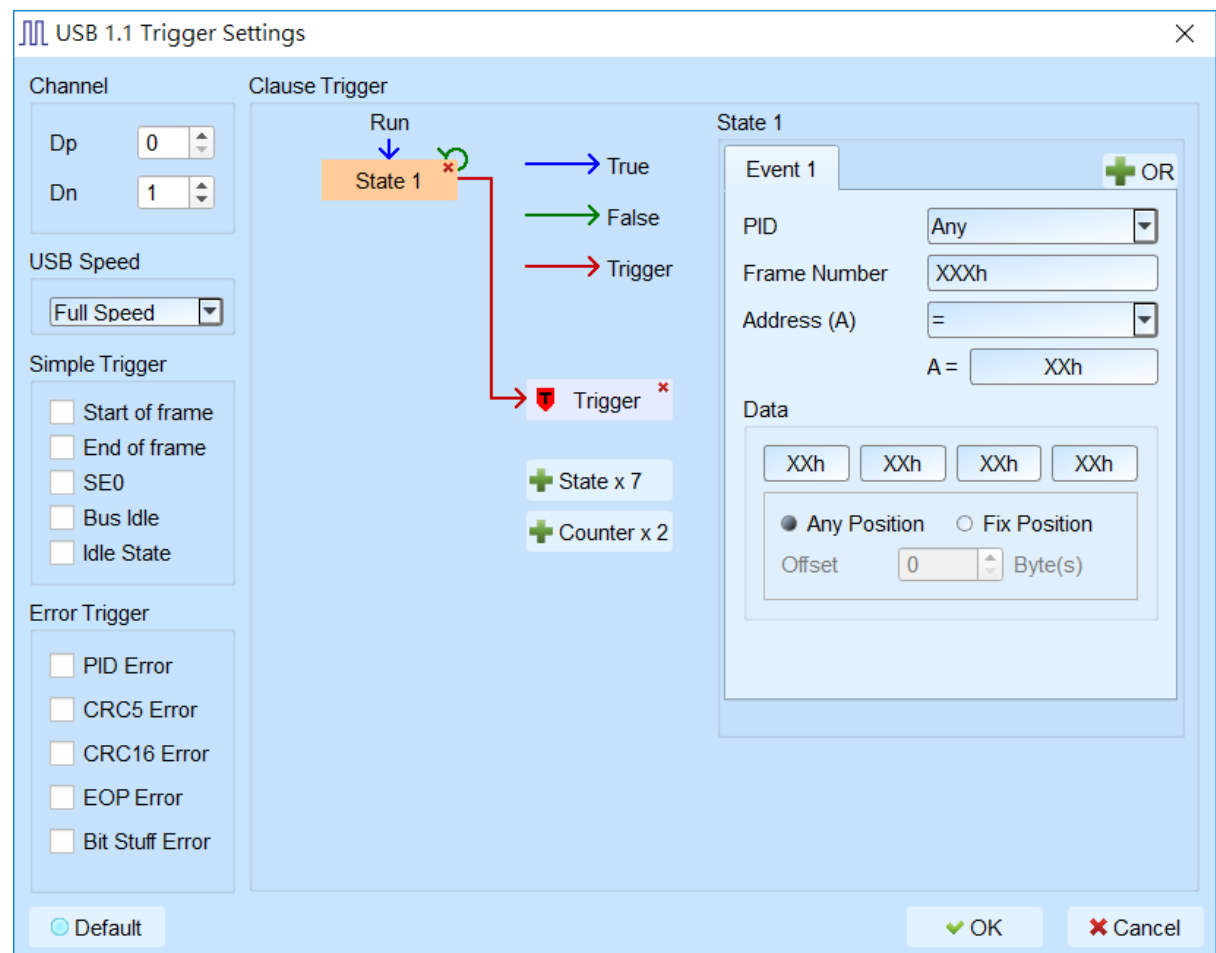 USB 1.1 Trigger Settings
Channel
Dp 0
Dn 1
USB Speed
Full Speed
Simple Trigger
Start of frame
End of frame
SE0
Bus Idle
Idle State
Error Trigger
PID Error
CRC5 Error
CRC16 Error
EOP Error
Bit Stuff Error
Default
Clause Trigger
Run
State 1
True
False
Trigger
T Trigger
State x 7
Counter x 2
State 1
Event 1
OR
PID Any
Frame Number XXXh
Address (A) =
A = XXh
Data
XXh XXh XXh XXh
Any Position Fix Position
Offset 0 Byte(s)
OK Cancel